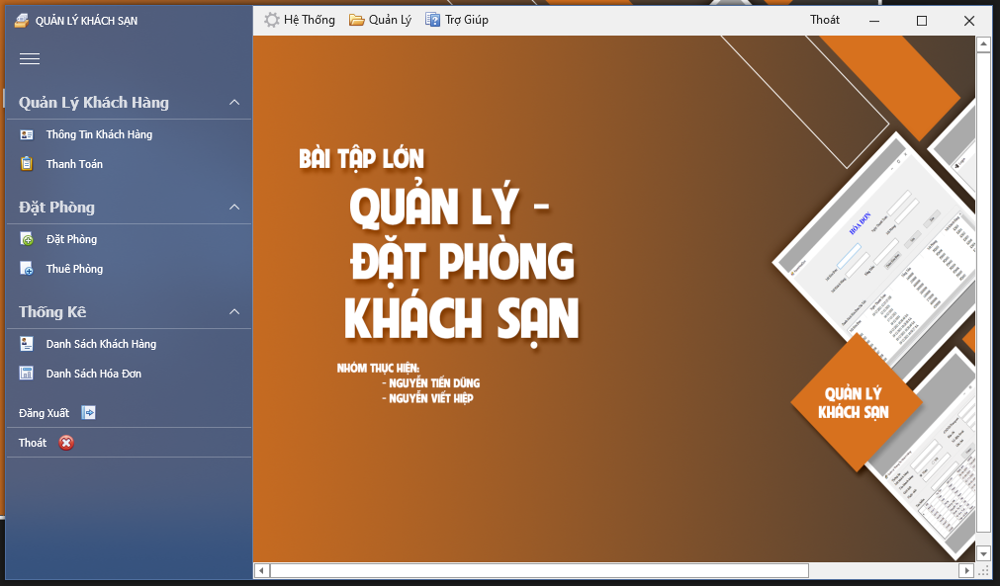 QUẢN LÝ KHÁCH SẠN
Hệ Thống
Quản Lý
Trợ Giúp
Thoát
Quản Lý Khách Hàng
Thông Tin Khách Hàng
Thanh Toán
Đặt Phòng
Đặt Phòng
Thuê Phòng
Thống Kê
Danh Sách Khách Hàng
Danh Sách Hóa Đơn
Đăng Xuất
Thoát
BÀI TẬP LỚN
QUẢN LÝ -
ĐẶT PHÒNG
KHÁCH SẠN
NHÓM THỰC HIỆN:
- NGUYỄN TIẾN DŨNG
- NGUYỄN VIẾT HIỆP
HÓA ĐƠN
QUẢN LÝ
KHÁCH SẠN